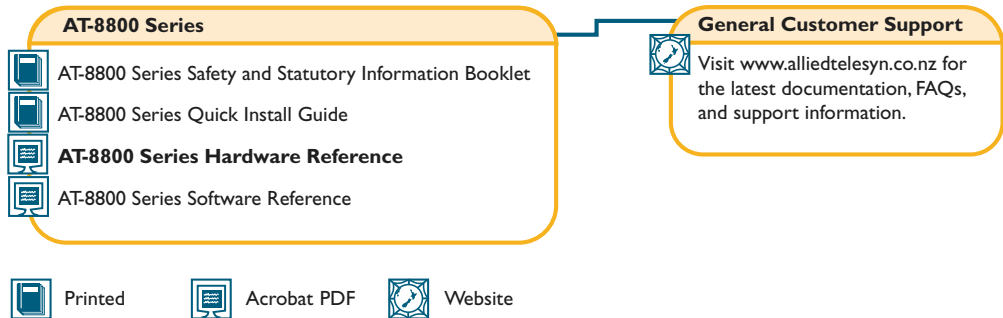 AT-8800 Series
AT-8800 Series Safety and Statutory Information Booklet
AT-8800 Series Quick Install Guide
AT-8800 Series Hardware Reference
AT-8800 Series Software Reference
General Customer Support
Visit www.alliedtelesyn.co.nz for
the latest documentation, FAQs,
and support information.
Printed
Acrobat PDF
Website